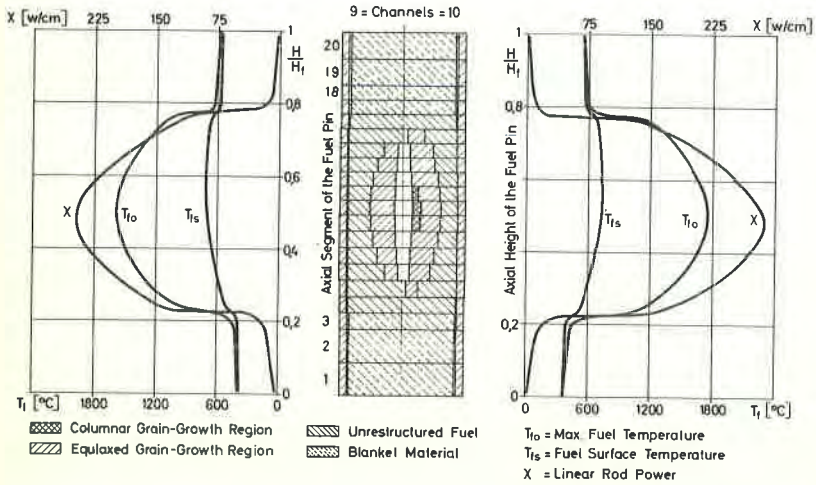 9 = Channels = 10
χ [w/cm] 225 150 75
1
H/Hf
0,8
0,6
0,4
0,2
0
χ
Tfo
Tfs
Tf [°C] 1800 1200 600 0
Axial Segment of the Fuel Pin
20
19
18
3
2
1
75 150 225 χ [w/cm]
1
H/Hf
0,8
Axial Height of the Fuel Pin
0,4
0,2
0
Tfs
Tfo
χ
600 1200 1800 Tf [°C]
Columnar Grain-Growth Region
Equiaxed Grain-Growth Region
Unrestructured Fuel
Blanket Material
Tfo = Max. Fuel Temperature
Tfs = Fuel Surface Temperature
χ = Linear Rod Power